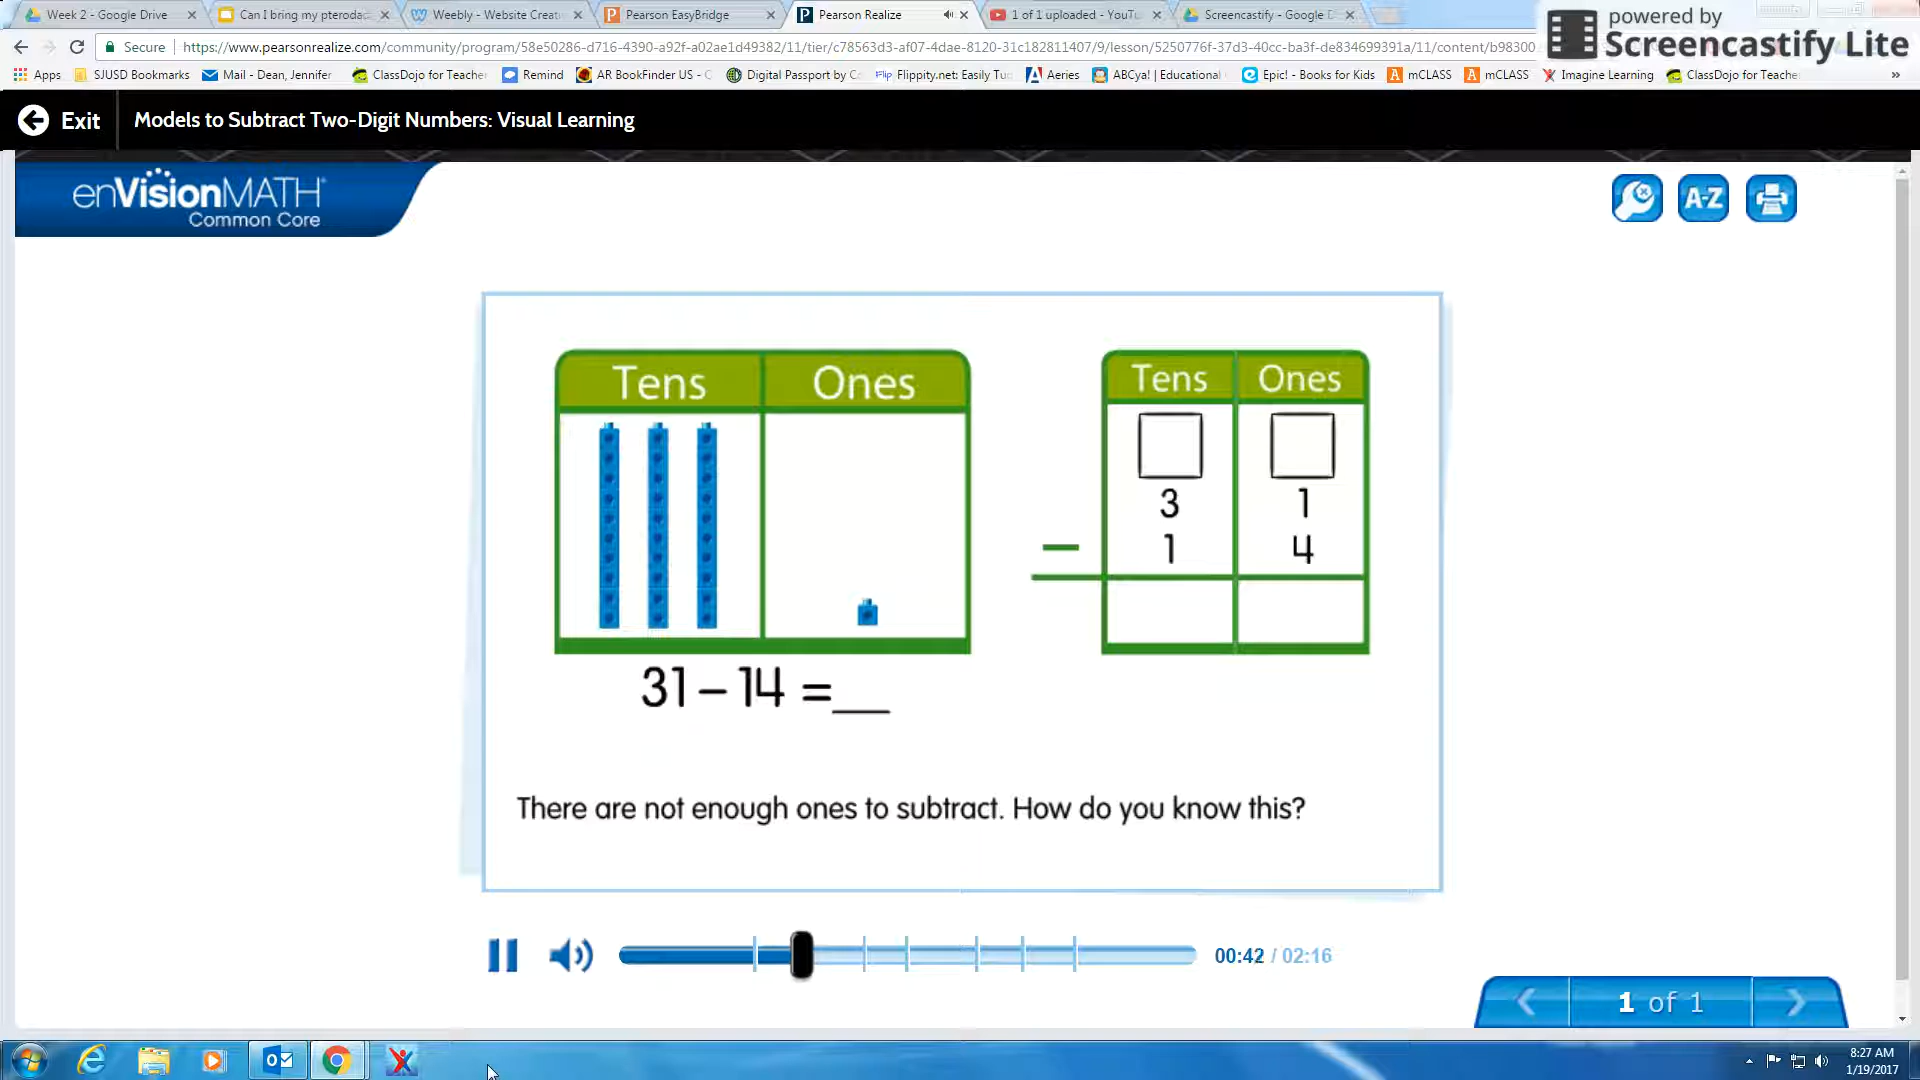 Week 2 - Google Drive
Can I bring my pterodac
Weebly - Website Creat
Pearson EasyBridge
Pearson Realize
1 of 1 uploaded - YouTu
Screencastify - Google D
powered by
Screencastify Lite
Secure https://www.pearsonrealize.com/community/program/58e50286-d716-4390-a92f-a02ae1d49382/11/tier/c78563d3-af07-4dae-8120-31c182811407/9/lesson/5250776f-37d3-40cc-ba3f-de834699391a/11/content/b98300
Apps SJUSD Bookmarks Mail - Dean, Jennifer ClassDojo for Teache Remind AR BookFinder US - Digital Passport by Co Flip Flippity.net: Easily Tu Aeries ABCya! | Educational Epic! - Books for Kids mCLASS mCLASS Imagine Learning ClassDojo for Teache »
Exit Models to Subtract Two-Digit Numbers: Visual Learning
enVisionMATH
Common Core
A-Z
Tens Ones
Tens Ones
3 1
− 1 4
31 – 14 = __
There are not enough ones to subtract. How do you know this?
00:42 / 02:16
1 of 1
8:27 AM
1/19/2017